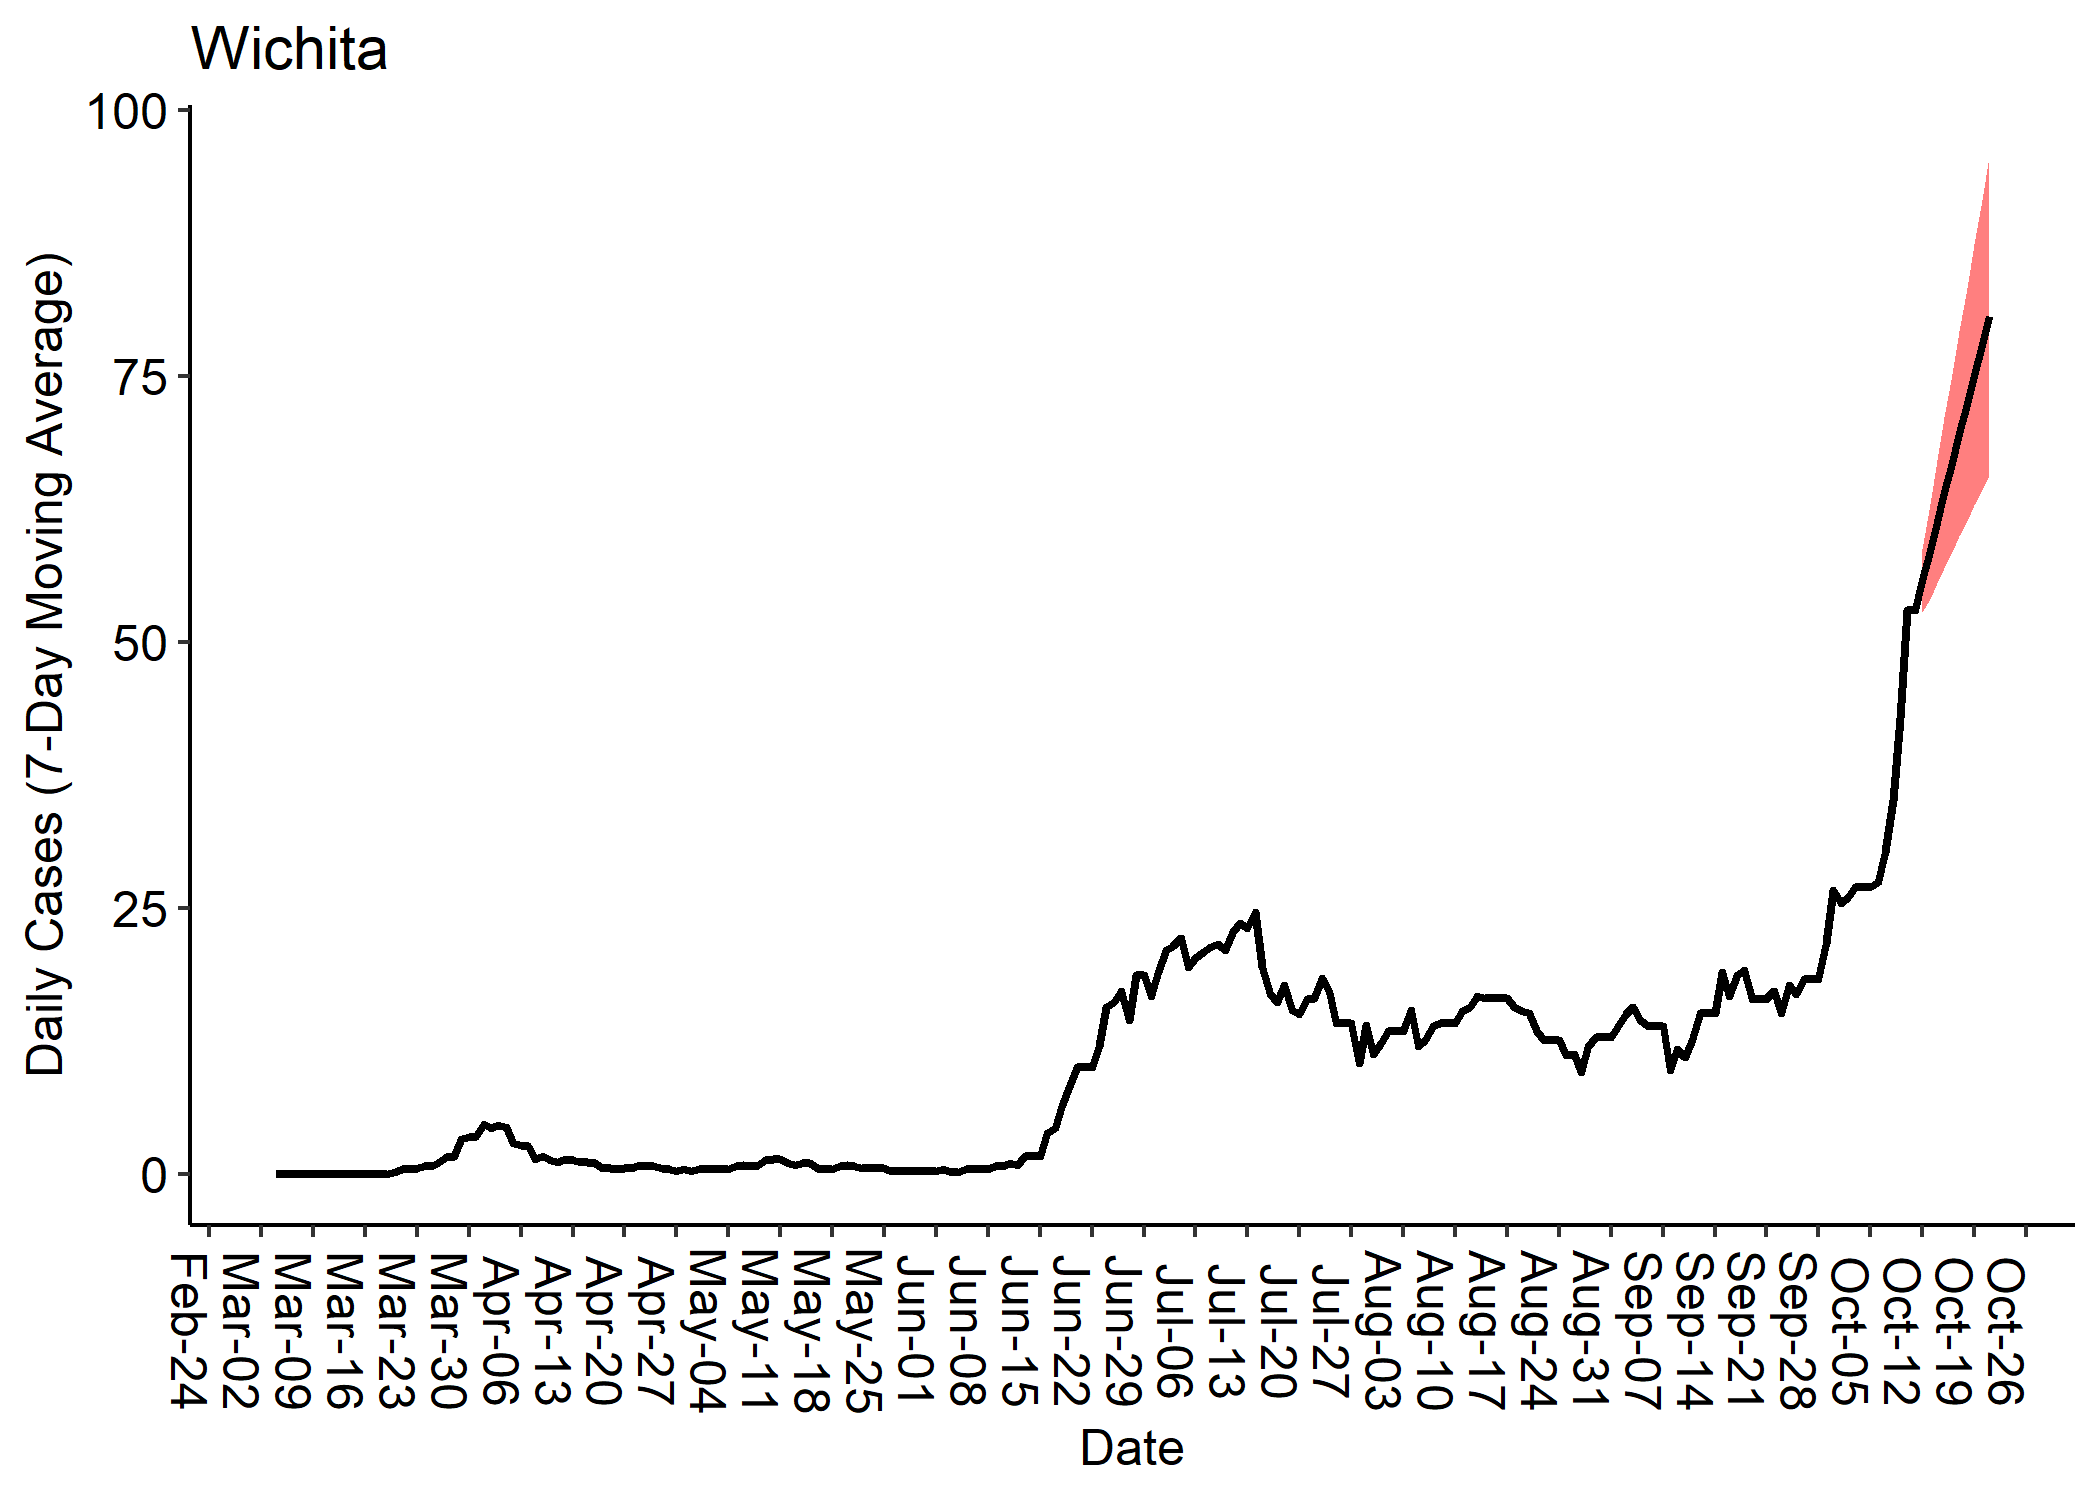 Wichita
100
75
50
25
0
Daily Cases (7-Day Moving Average)
Feb-24
Mar-02
Mar-09
Mar-16
Mar-23
Mar-30
Apr-06
Apr-13
Apr-20
Apr-27
May-04
May-11
May-18
May-25
Jun-01
Jun-08
Jun-15
Jun-22
Jun-29
Jul-06
Jul-13
Jul-20
Jul-27
Aug-03
Aug-10
Aug-17
Aug-24
Aug-31
Sep-07
Sep-14
Sep-21
Sep-28
Oct-05
Oct-12
Oct-19
Oct-26
Date